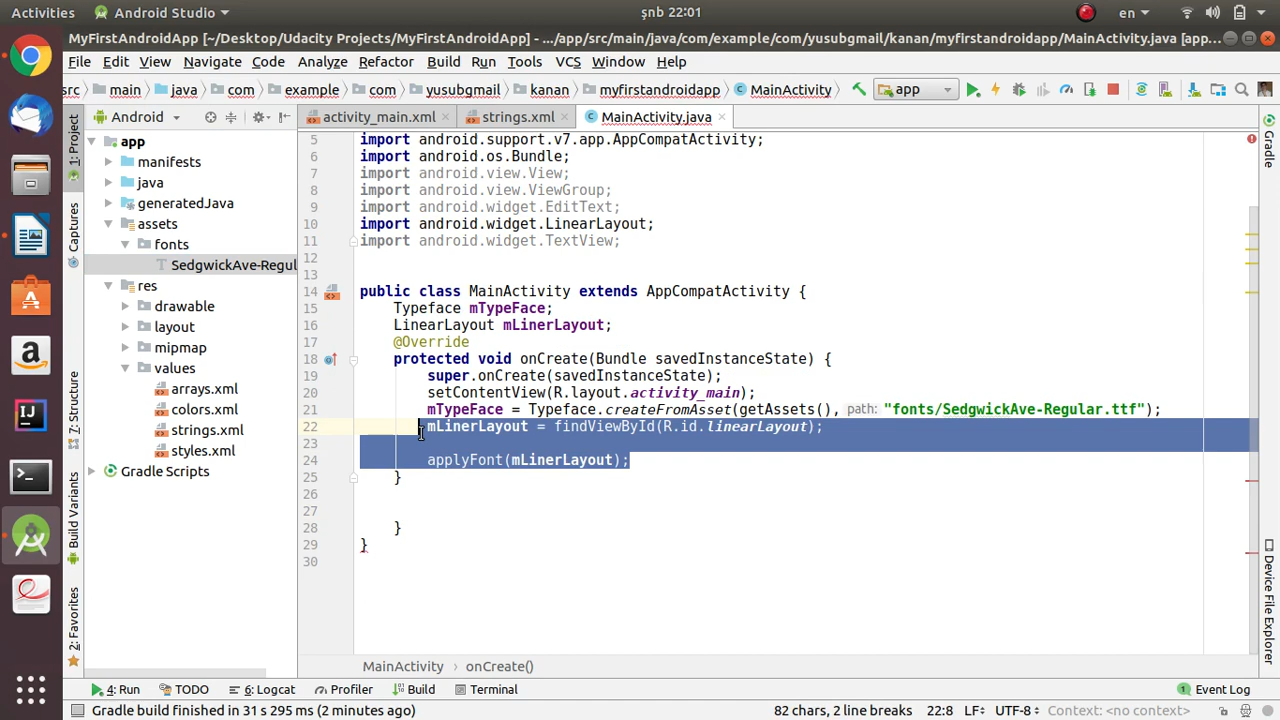 Activities
Android Studio
şnb 22:01
en
MyFirstAndroidApp [~/Desktop/Udacity Projects/MyFirstAndroidApp] - .../app/src/main/java/com/example/com/yusubgmail/kanan/myfirstandroidapp/MainActivity.java [app...
File Edit View Navigate Code Analyze Refactor Build Run Tools VCS Window Help
src main java com example com yusubgmail kanan myfirstandroidapp MainActivity app
1: Project
Captures
7: Structure
Build Variants
2: Favorites
Android
app
manifests
java
generatedJava
assets
fonts
SedgwickAve-Regul
res
drawable
layout
mipmap
values
arrays.xml
colors.xml
strings.xml
styles.xml
Gradle Scripts
activity_main.xml strings.xml MainActivity.java
5 import android.support.v7.app.AppCompatActivity;
6 import android.os.Bundle;
7 import android.view.View;
8 import android.view.ViewGroup;
9 import android.widget.EditText;
10 import android.widget.LinearLayout;
11 import android.widget.TextView;
12
13
14 public class MainActivity extends AppCompatActivity {
15 Typeface mTypeFace;
16 LinearLayout mLinerLayout;
17 @Override
18 protected void onCreate(Bundle savedInstanceState) {
19 super.onCreate(savedInstanceState);
20 setContentView(R.layout.activity_main);
21 mTypeFace = Typeface.createFromAsset(getAssets(), path: "fonts/SedgwickAve-Regular.ttf");
22 mLinerLayout = findViewById(R.id.linearLayout);
23
24 applyFont(mLinerLayout);
25 }
26
27
28 }
29 }
30
MainActivity › onCreate()
Gradle
Device File Explorer
4: Run TODO 6: Logcat Profiler Build Terminal 1 Event Log
Gradle build finished in 31 s 295 ms (2 minutes ago)
82 chars, 2 line breaks 22:8 LF÷ UTF-8÷ Context: <no context>